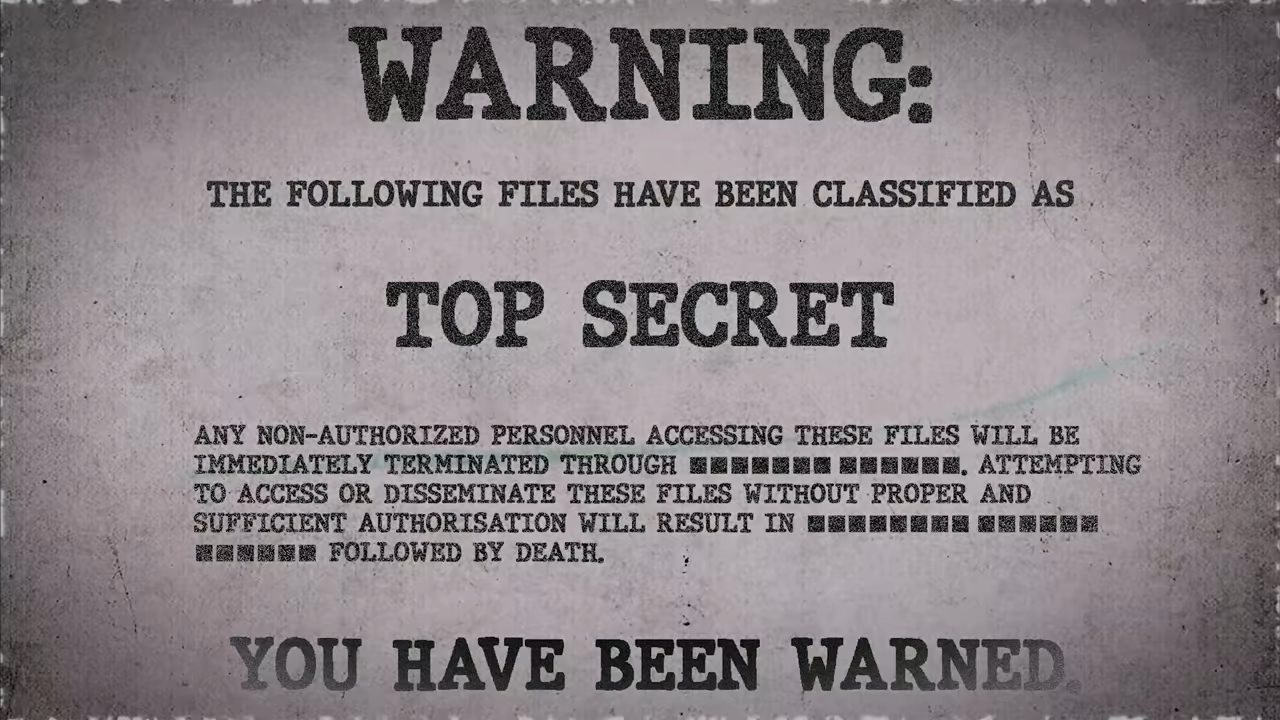 WARNING:
THE FOLLOWING FILES HAVE BEEN CLASSIFIED AS
TOP SECRET
ANY NON-AUTHORIZED PERSONNEL ACCESSING THESE FILES WILL BE
IMMEDIATELY TERMINATED THROUGH ■■■■■■■ ■■■■■■. ATTEMPTING
TO ACCESS OR DISSEMINATE THESE FILES WITHOUT PROPER AND
SUFFICIENT AUTHORISATION WILL RESULT IN ■■■■■■■■ ■■■■■■
■■■■■■ FOLLOWED BY DEATH.
YOU HAVE BEEN WARNED.